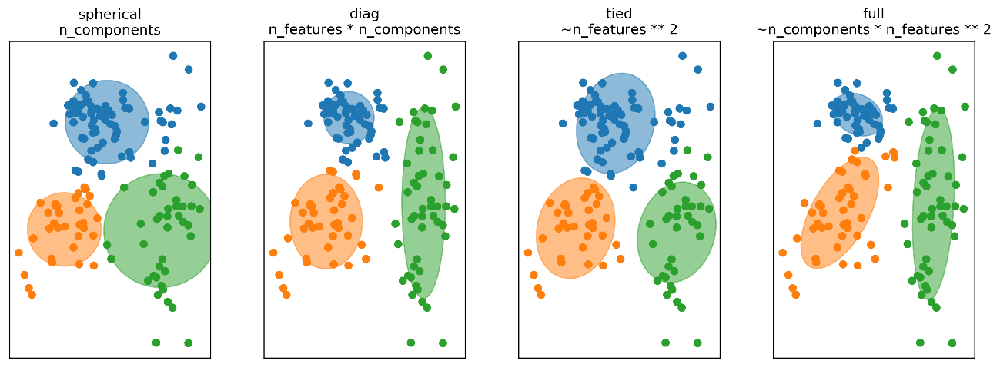 spherical
n_components
diag
n_features * n_components
tied
~n_features ** 2
full
~n_components * n_features ** 2